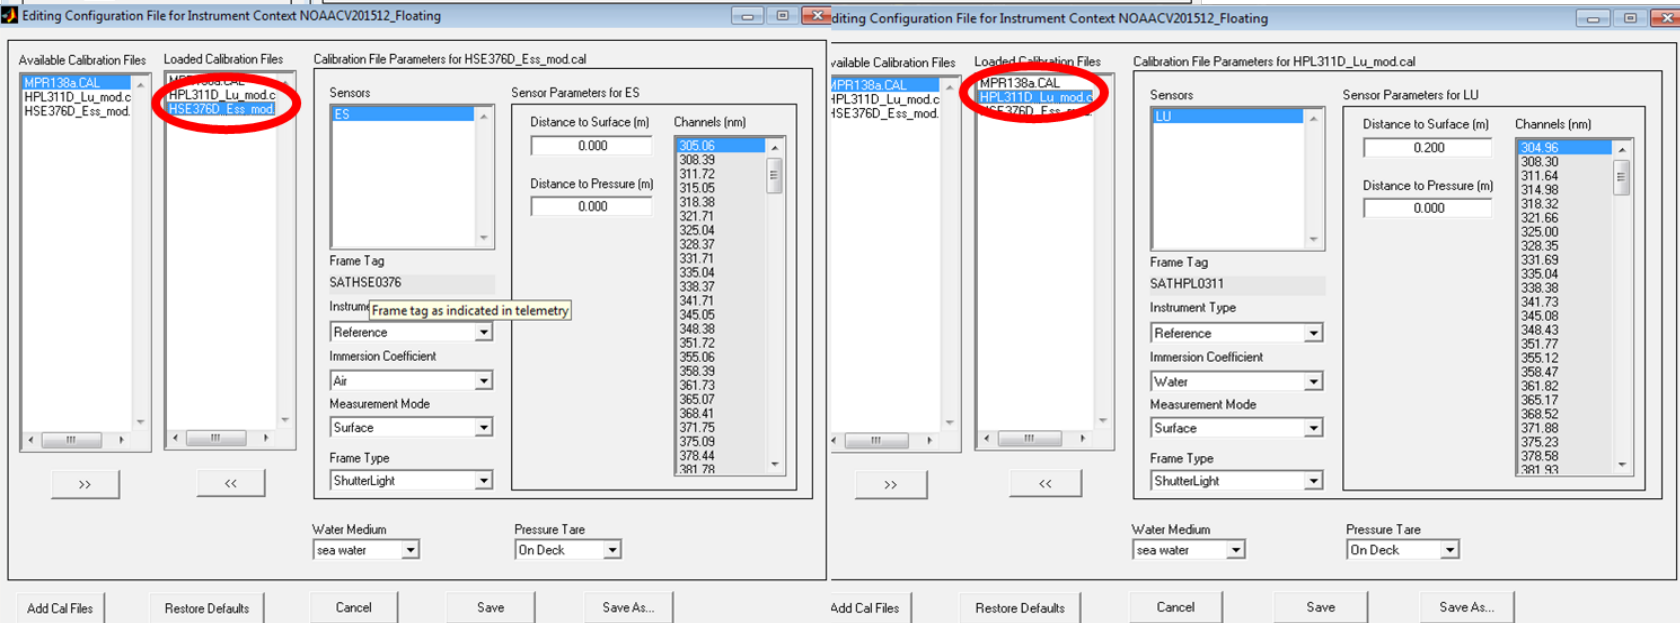 Editing Configuration File for Instrument Context NOAACV201512_Floating
Available Calibration Files
MPR138a.CAL
HPL311D_Lu_mod.c
HSE376D_Ess_mod.
>>
Loaded Calibration Files
MPR138a.CAL
HPL311D_Lu_mod.c
HSE376D_Ess_mod
<<
Calibration File Parameters for HSE376D_Ess_mod.cal
Sensors
ES
Frame Tag
SATHSE0376
Instrume
Frame tag as indicated in telemetry
Reference
Immersion Coefficient
Air
Measurement Mode
Surface
Frame Type
ShutterLight
Sensor Parameters for ES
Distance to Surface (m)
0.000
Distance to Pressure (m)
0.000
Channels (nm)
305.06
308.39
311.72
315.05
318.38
321.71
325.04
328.37
331.71
335.04
338.37
341.71
345.05
348.38
351.72
355.06
358.39
361.73
365.07
368.41
371.75
375.09
378.44
381.78
Water Medium
sea water
Pressure Tare
On Deck
Add Cal Files
Restore Defaults
Cancel
Save
Save As...
diting Configuration File for Instrument Context NOAACV201512_Floating
vailable Calibration Files
MPR138a.CAL
HPL311D_Lu_mod.c
HSE376D_Ess_mod.
>>
Loaded Calibration Files
MPR138a.CAL
HPL311D_Lu_mod.c
HSE376D_Ess_mod.
<<
Calibration File Parameters for HPL311D_Lu_mod.cal
Sensors
LU
Frame Tag
SATHPL0311
Instrument Type
Reference
Immersion Coefficient
Water
Measurement Mode
Surface
Frame Type
ShutterLight
Sensor Parameters for LU
Distance to Surface (m)
0.200
Distance to Pressure (m)
0.000
Channels (nm)
304.96
308.30
311.64
314.98
318.32
321.66
325.00
328.35
331.69
335.04
338.38
341.73
345.08
348.43
351.77
355.12
358.47
361.82
365.17
368.52
371.88
375.23
378.58
381.93
Water Medium
sea water
Pressure Tare
On Deck
Add Cal Files
Restore Defaults
Cancel
Save
Save As...